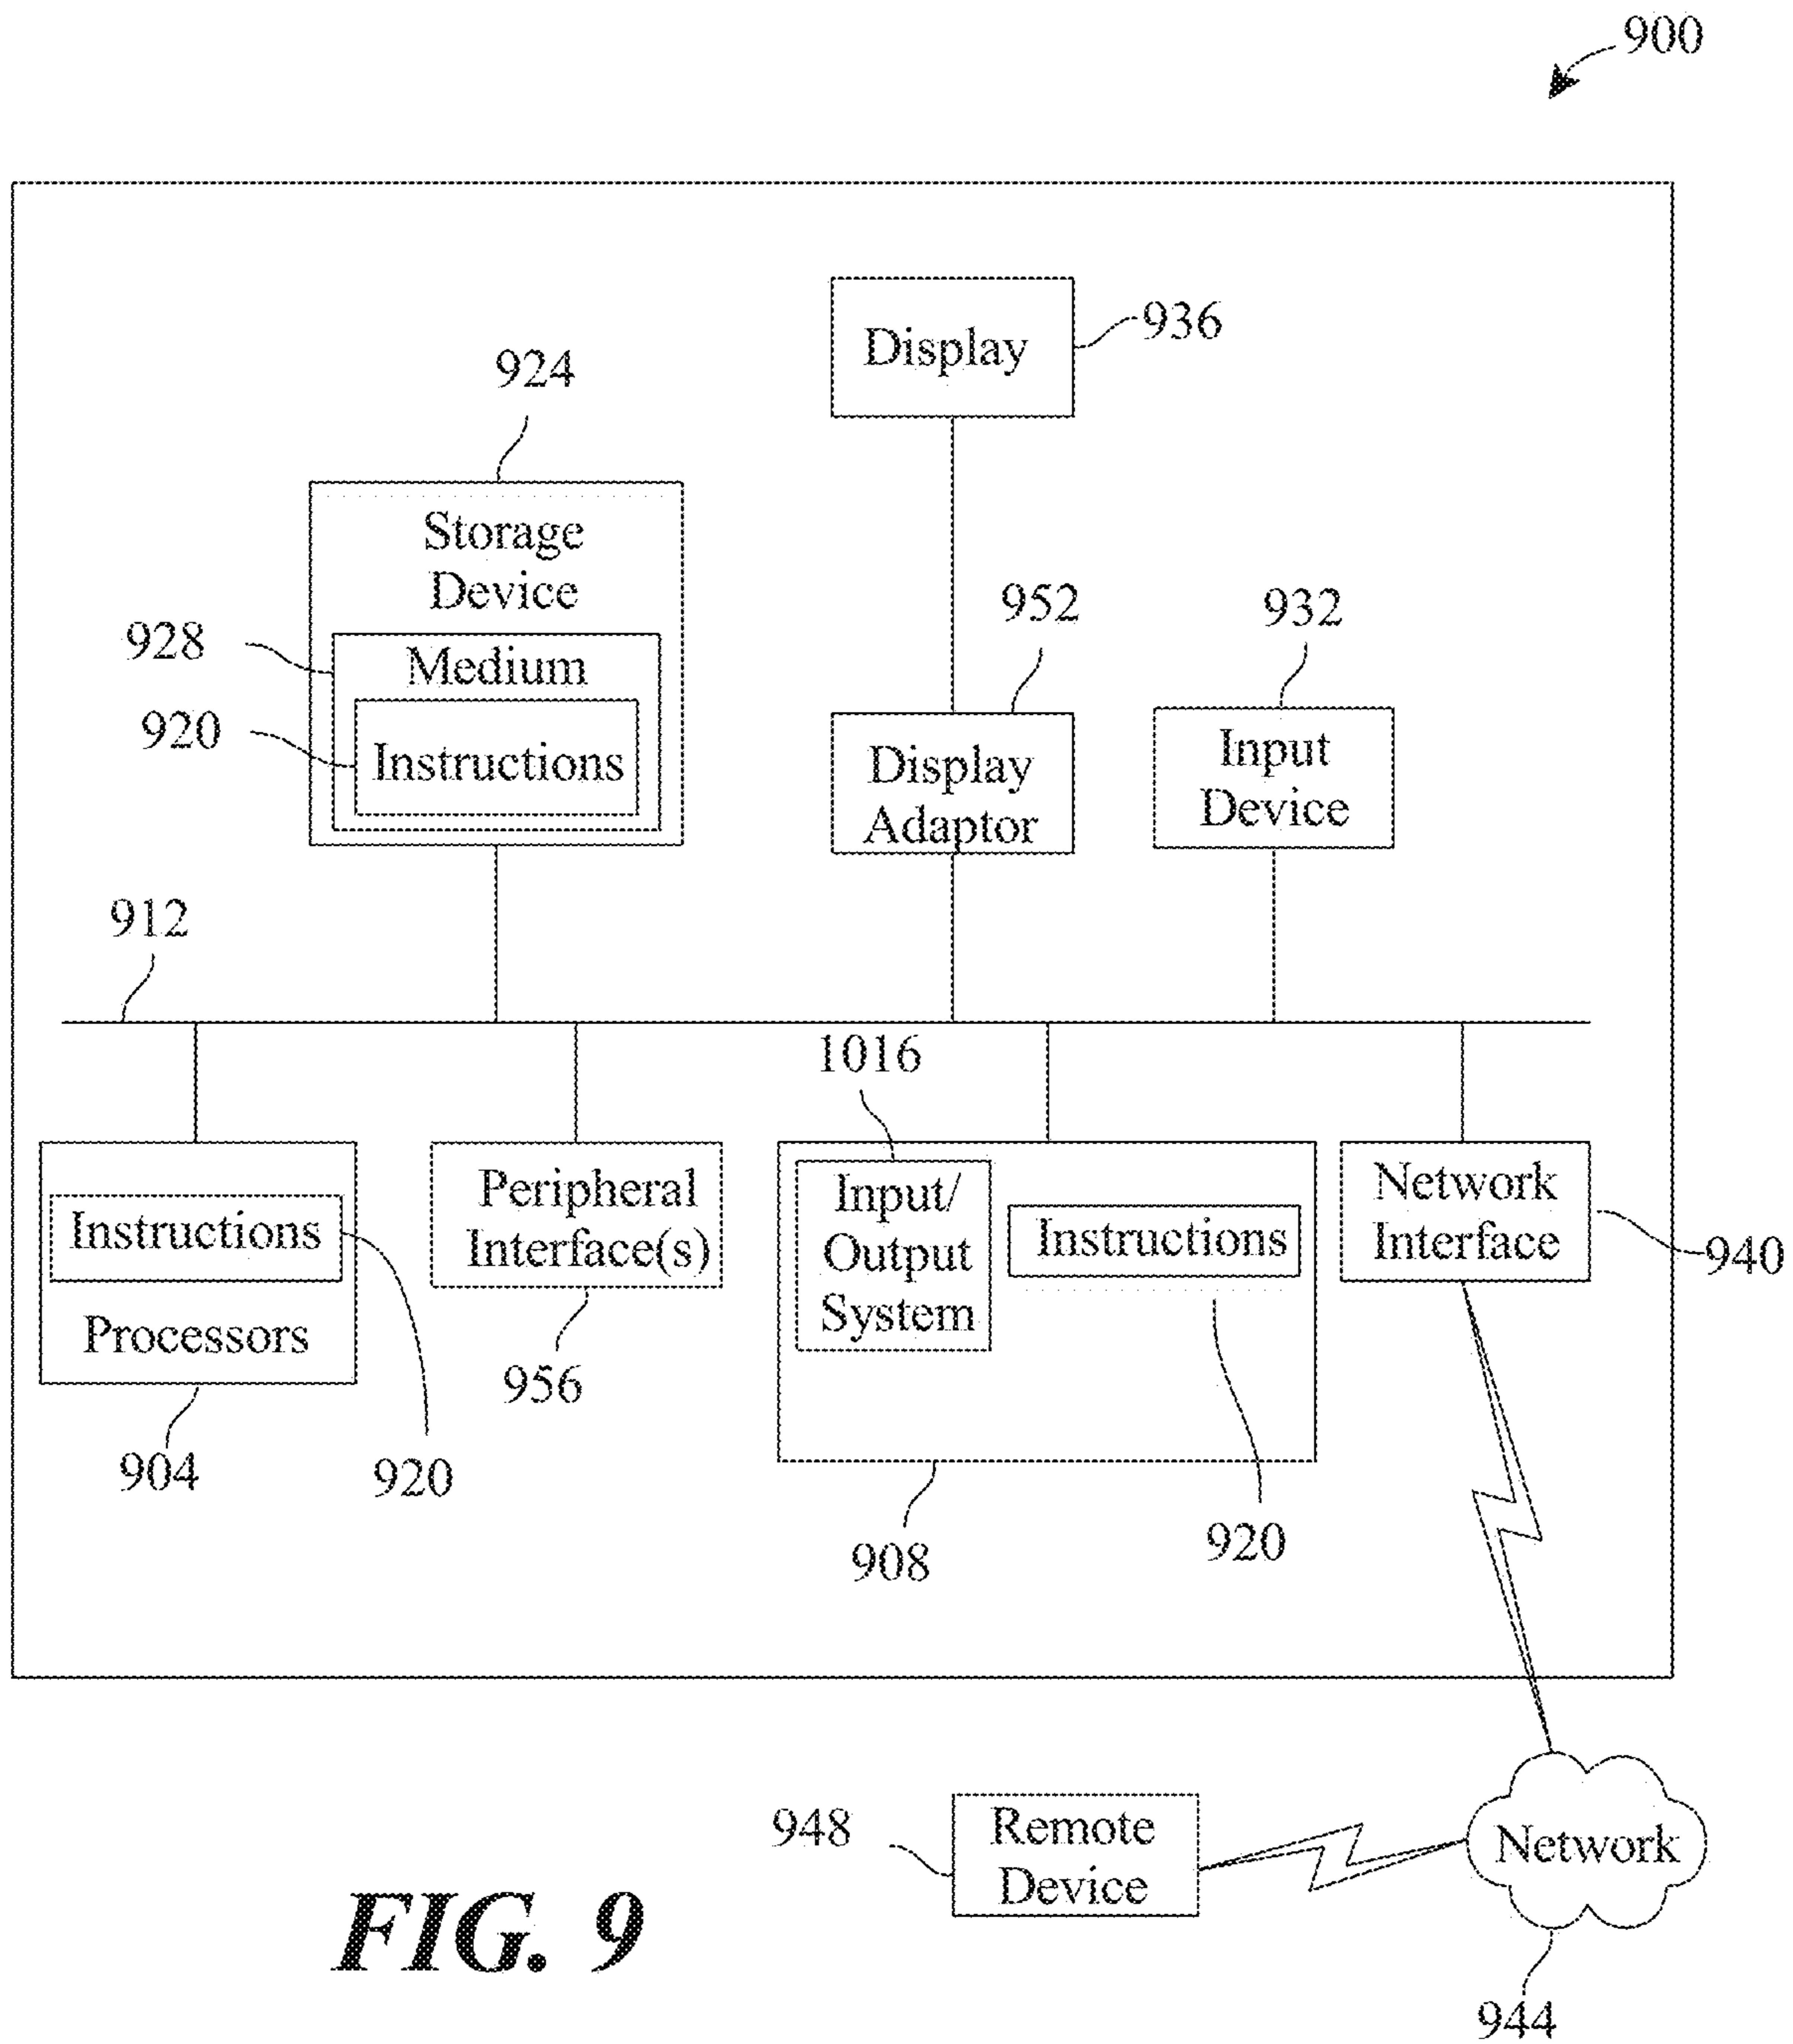 900
Display
936
924
Storage
Device
928
Medium
920
Instructions
952
Display
Adaptor
932
Input
Device
912
1016
Instructions
Processors
904
920
Peripheral
Interface(s)
956
Input/
Output
System
Instructions
908
920
Network
Interface
940
948
Remote
Device
Network
944
FIG. 9